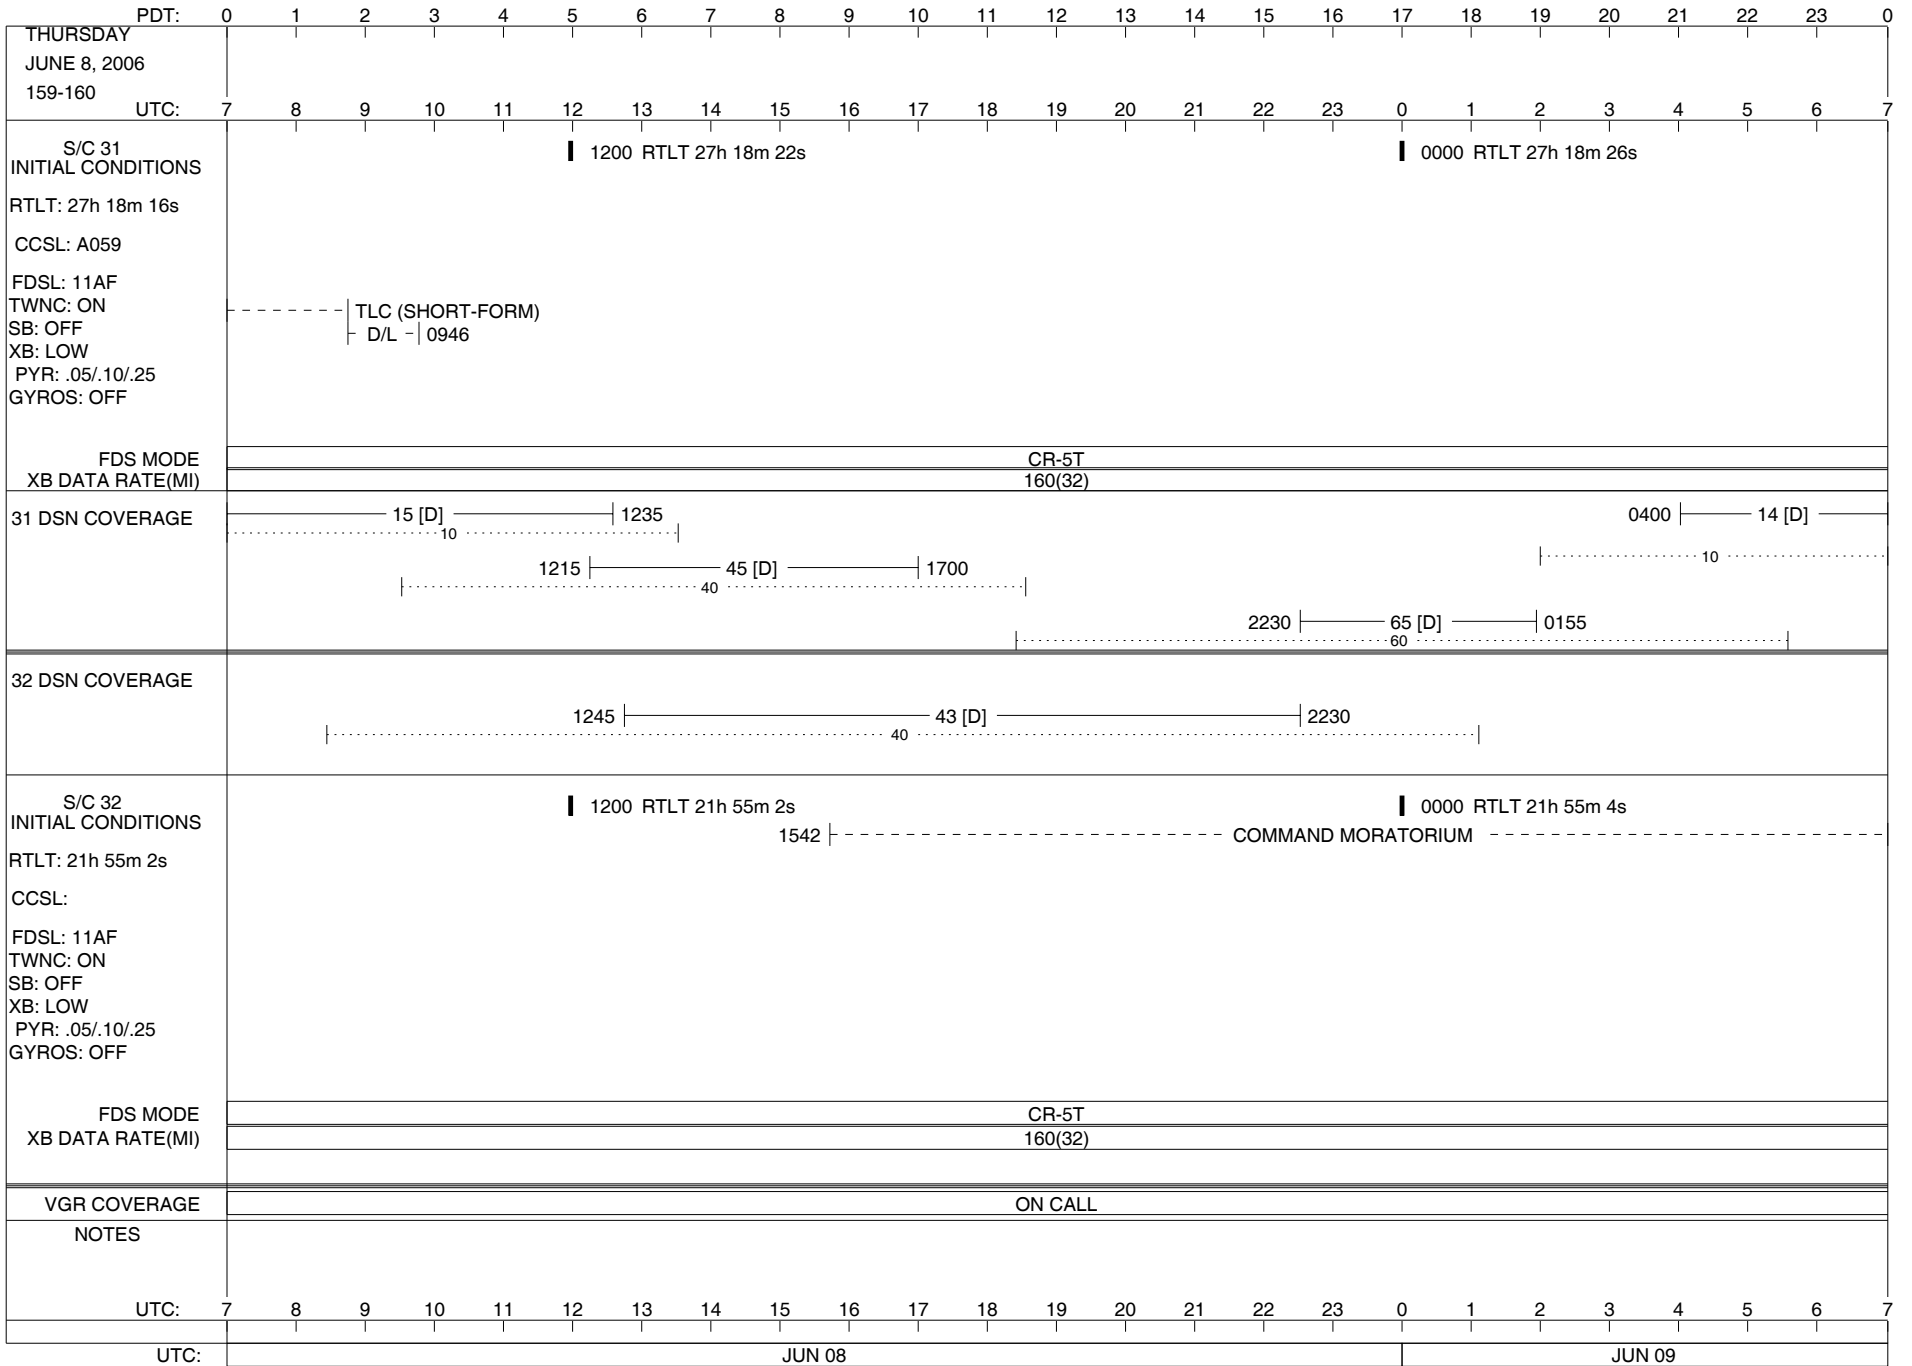 PDT: 0 1 2 3 4 5 6 7 8 9 10 11 12 13 14 15 16 17 18 19 20 21 22 23 0
THURSDAY
JUNE 8, 2006
159-160
UTC: 7 8 9 10 11 12 13 14 15 16 17 18 19 20 21 22 23 0 1 2 3 4 5 6 7
S/C 31
INITIAL CONDITIONS
1200 RTLT 27h 18m 22s
0000 RTLT 27h 18m 26s
RTLT: 27h 18m 16s
CCSL: A059
FDSL: 11AF
TWNC: ON
TLC (SHORT-FORM)
SB: OFF
D/L 0946
XB: LOW
PYR: .05/.10/.25
GYROS: OFF
FDS MODE CR-5T
XB DATA RATE(MI) 160(32)
31 DSN COVERAGE
15 [D] 1235
0400 14 [D]
10
10
1215 45 [D] 1700
40
2230 65 [D] 0155
60
32 DSN COVERAGE
1245 43 [D] 2230
40
S/C 32
INITIAL CONDITIONS
1200 RTLT 21h 55m 2s
0000 RTLT 21h 55m 4s
1542 COMMAND MORATORIUM
RTLT: 21h 55m 2s
CCSL:
FDSL: 11AF
TWNC: ON
SB: OFF
XB: LOW
PYR: .05/.10/.25
GYROS: OFF
FDS MODE CR-5T
XB DATA RATE(MI) 160(32)
VGR COVERAGE ON CALL
NOTES
UTC: 7 8 9 10 11 12 13 14 15 16 17 18 19 20 21 22 23 0 1 2 3 4 5 6 7
UTC: JUN 08 JUN 09